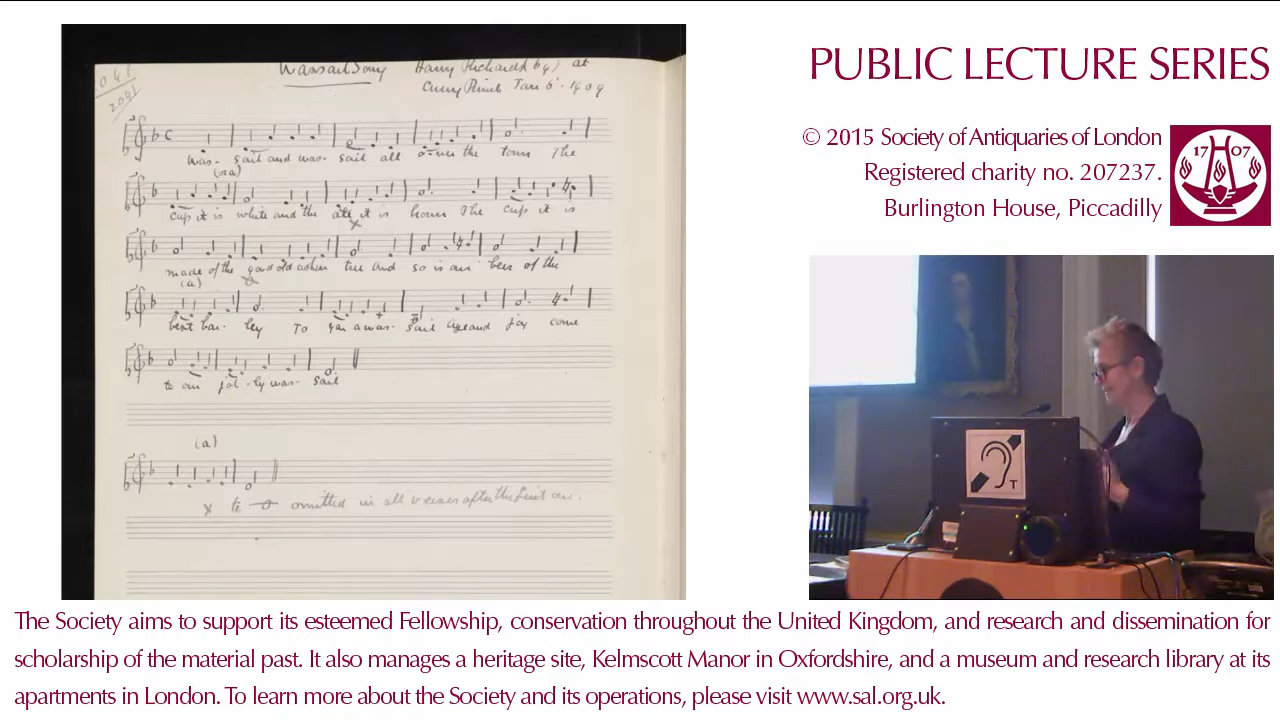 PUBLIC LECTURE SERIES
© 2015 Society of Antiquaries of London
Registered charity no. 207237.
Burlington House, Piccadilly
17 07
T
2041
Wassail Song Harry Richards (69) at
Curry Rivel Jan 6. 1909
C
Was- sail and was- sail all o-ver the town The
(or a)
cup it is white and the ale it is brown The cup it is
x
made of the good old ashen tree and so is our beer of the
(a)
best bar- ley To you a was- sail Aye and joy come
to our jol-ly was- sail
(a)
x omitted in all verses after the first one.
The Society aims to support its esteemed Fellowship, conservation throughout the United Kingdom, and research and dissemination for
scholarship of the material past. It also manages a heritage site, Kelmscott Manor in Oxfordshire, and a museum and research library at its
apartments in London. To learn more about the Society and its operations, please visit www.sal.org.uk.